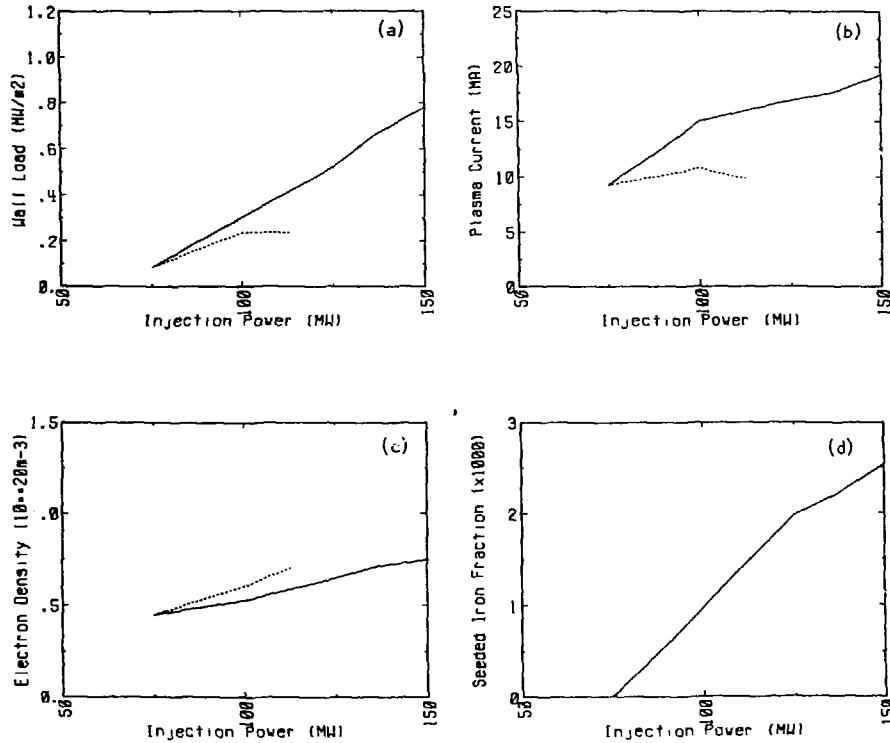 (a)
1.2
1.0
.8
.6
.4
.2
0.
50
100
150
Wall Load (MW/m2)
Injection Power (MW)
(b)
25
20
15
10
5
0
50
100
150
Plasma Current (MA)
Injection Power (MW)
(c)
1.5
.0
.5
.0
50
100
150
Electron Density (10**20m-3)
Injection Power (MW)
(d)
3
2
1
0
50
100
150
Seeded Iron Fraction (x1000)
Injection Power (MW)